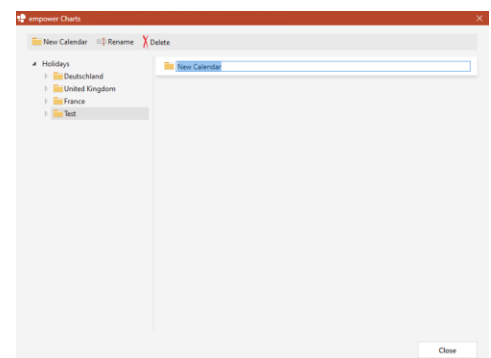 empower Charts
New Calendar Rename Delete
Holidays
Deutschland
United Kingdom
France
Test
New Calendar
Close